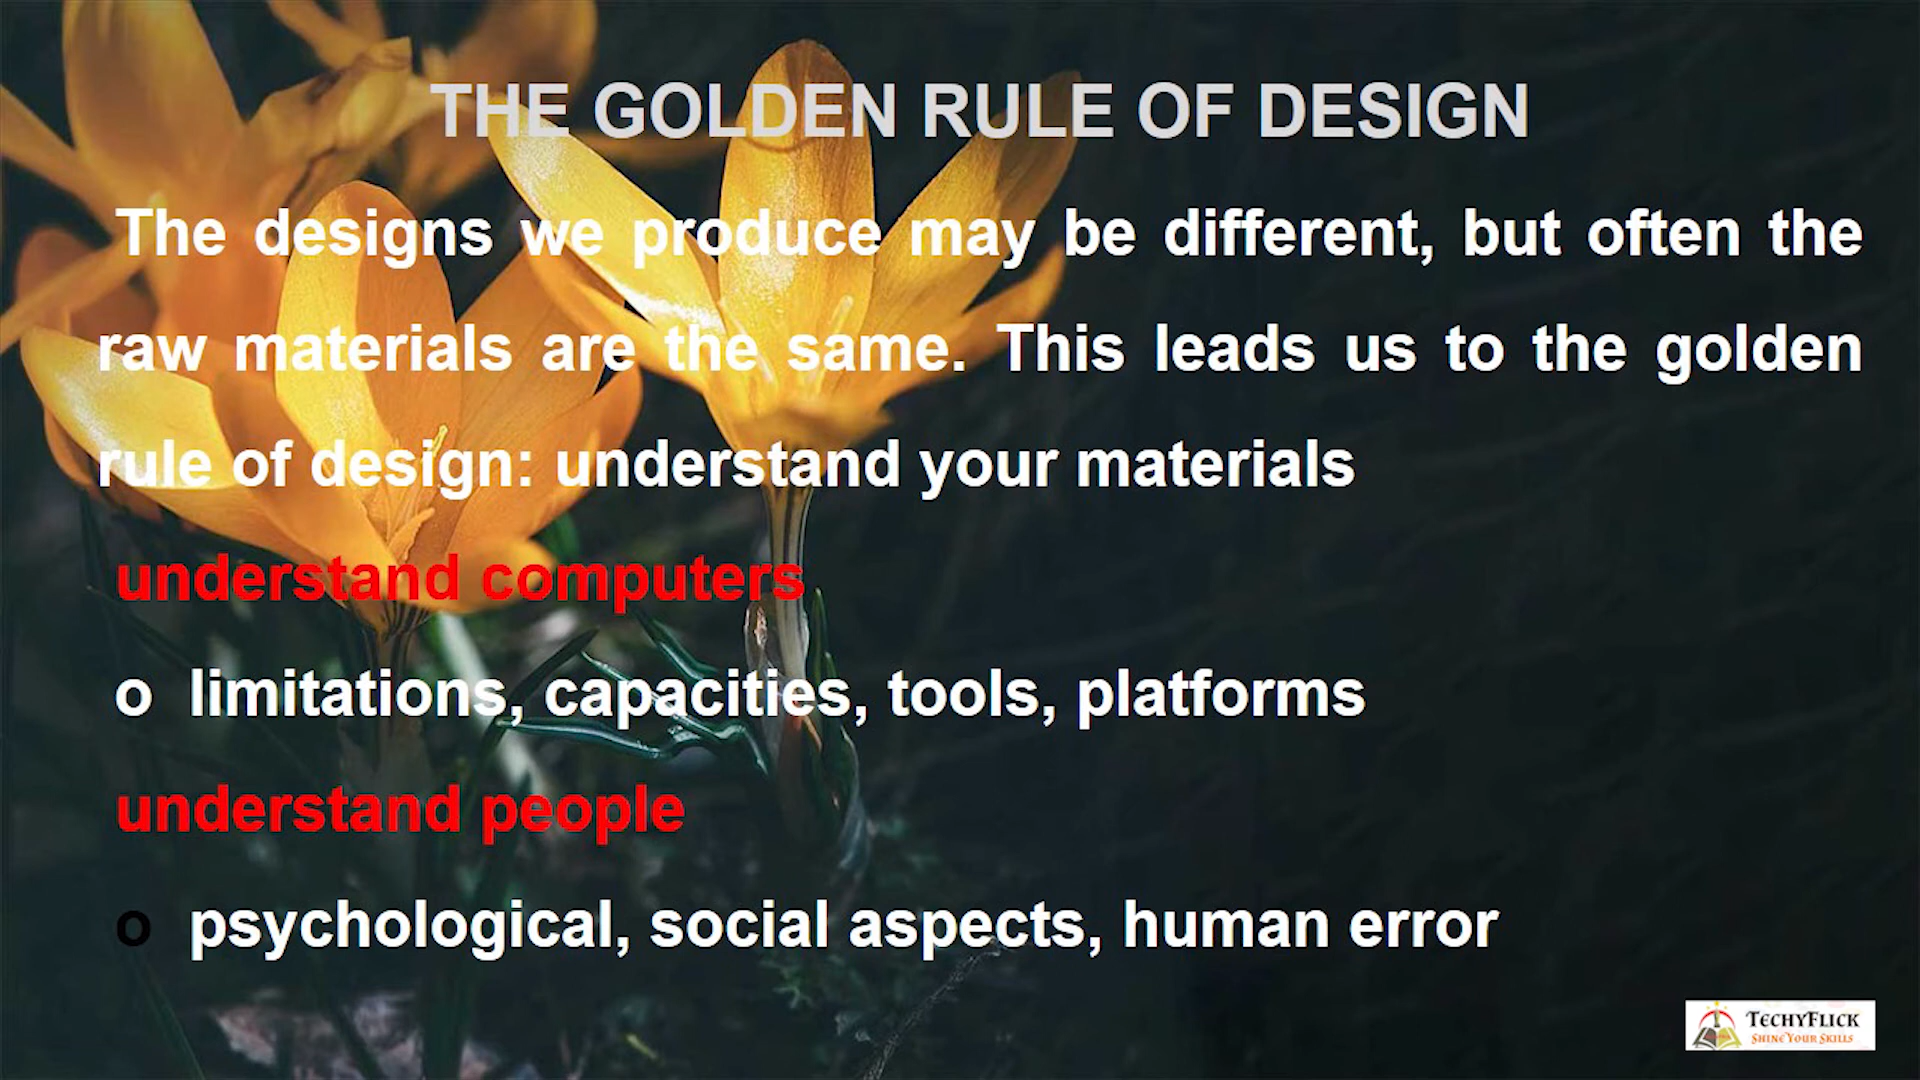 THE GOLDEN RULE OF DESIGN
The designs we produce may be different, but often the
raw materials are the same. This leads us to the golden
rule of design: understand your materials
understand computers
o limitations, capacities, tools, platforms
understand people
o psychological, social aspects, human error
TECHYFLICK
SHINE YOUR SKILLS